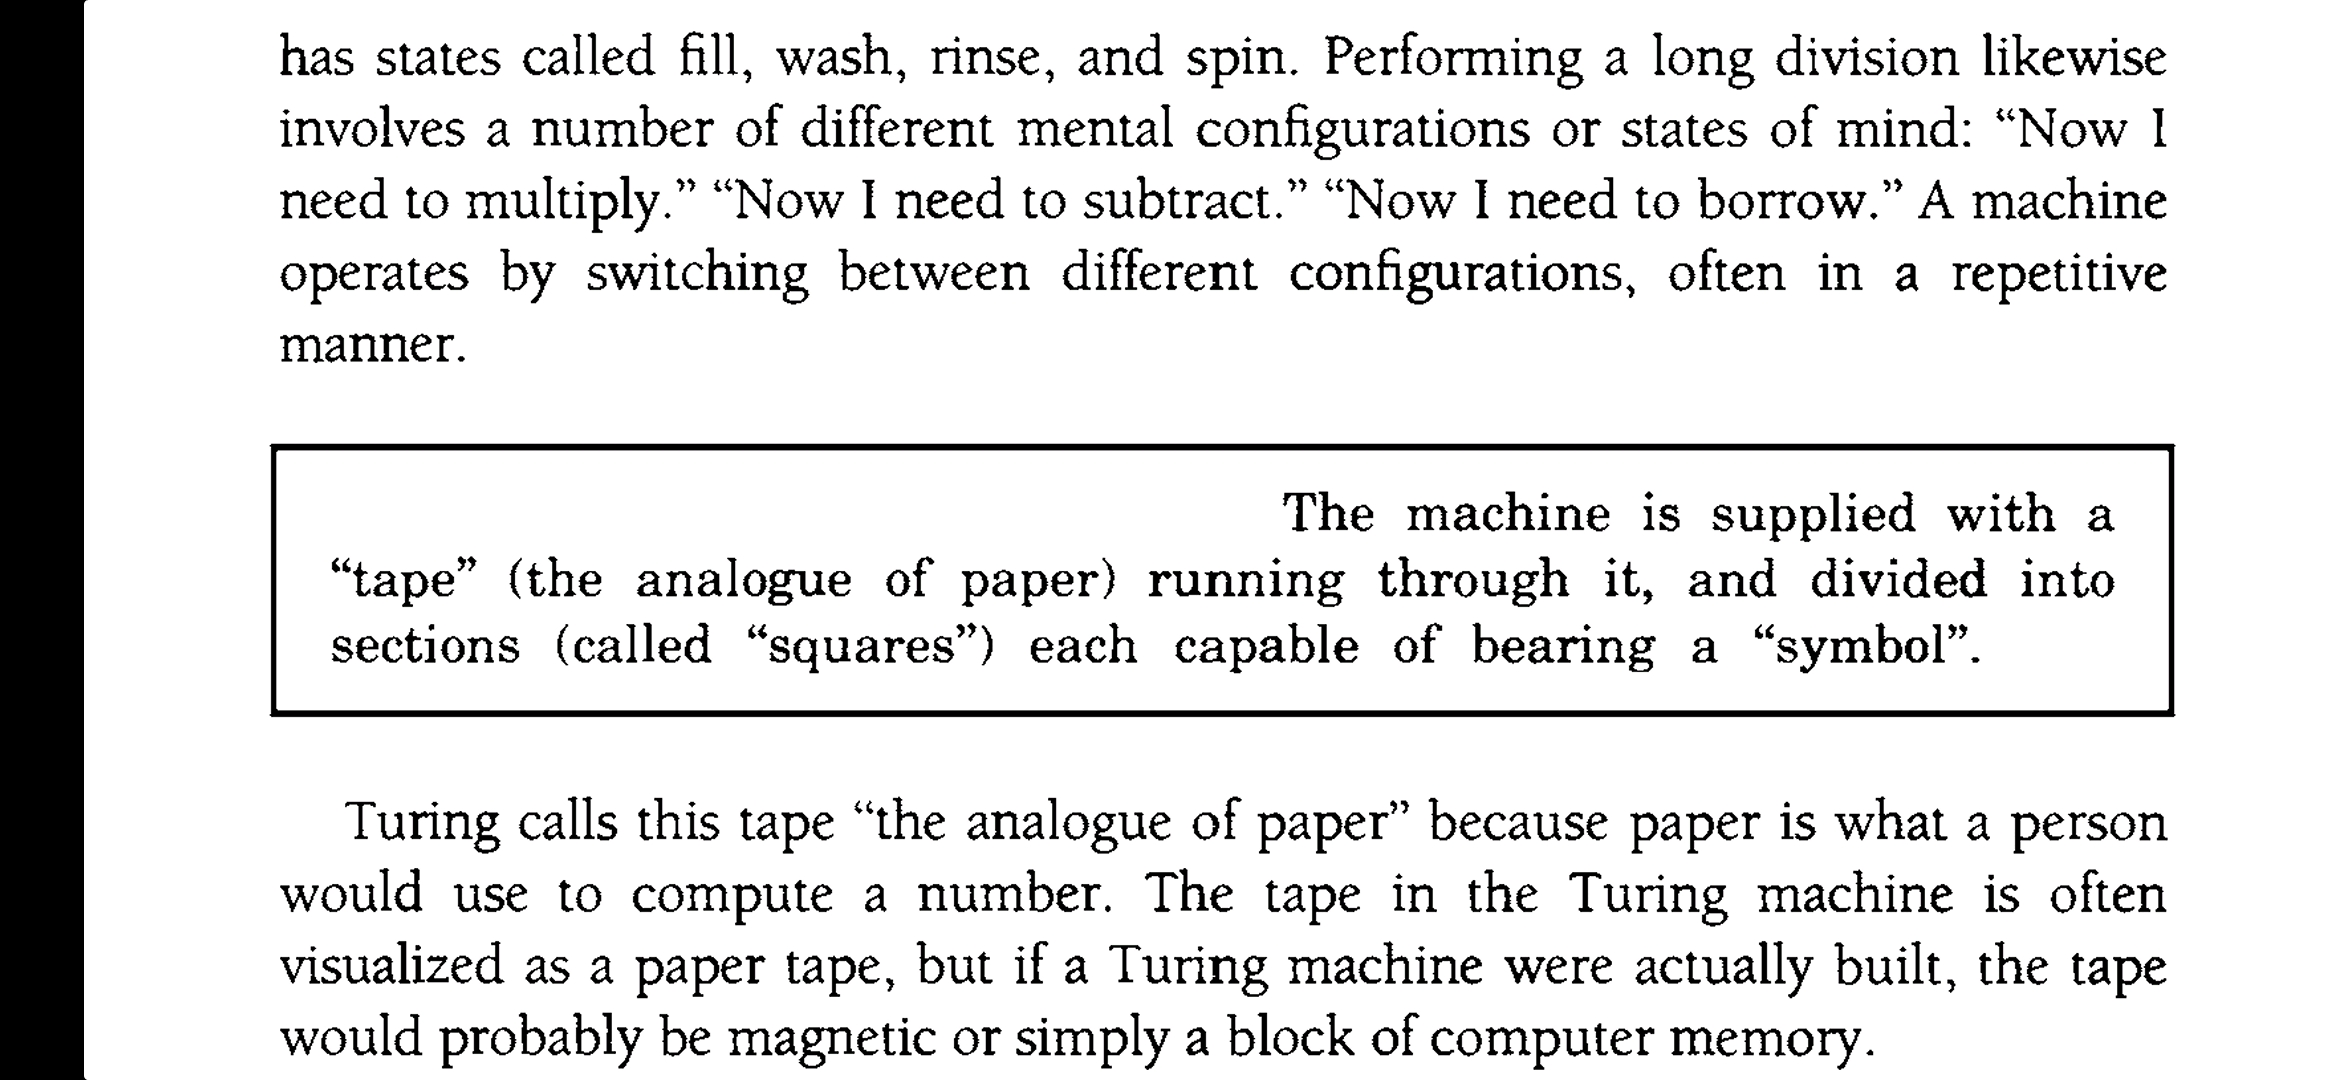 has states called fill, wash, rinse, and spin. Performing a long division likewise
involves a number of different mental configurations or states of mind: “Now I
need to multiply.” “Now I need to subtract.” “Now I need to borrow.” A machine
operates by switching between different configurations, often in a repetitive
manner.
The machine is supplied with a
“tape” (the analogue of paper) running through it, and divided into
sections (called “squares”) each capable of bearing a “symbol”.
Turing calls this tape “the analogue of paper” because paper is what a person
would use to compute a number. The tape in the Turing machine is often
visualized as a paper tape, but if a Turing machine were actually built, the tape
would probably be magnetic or simply a block of computer memory.